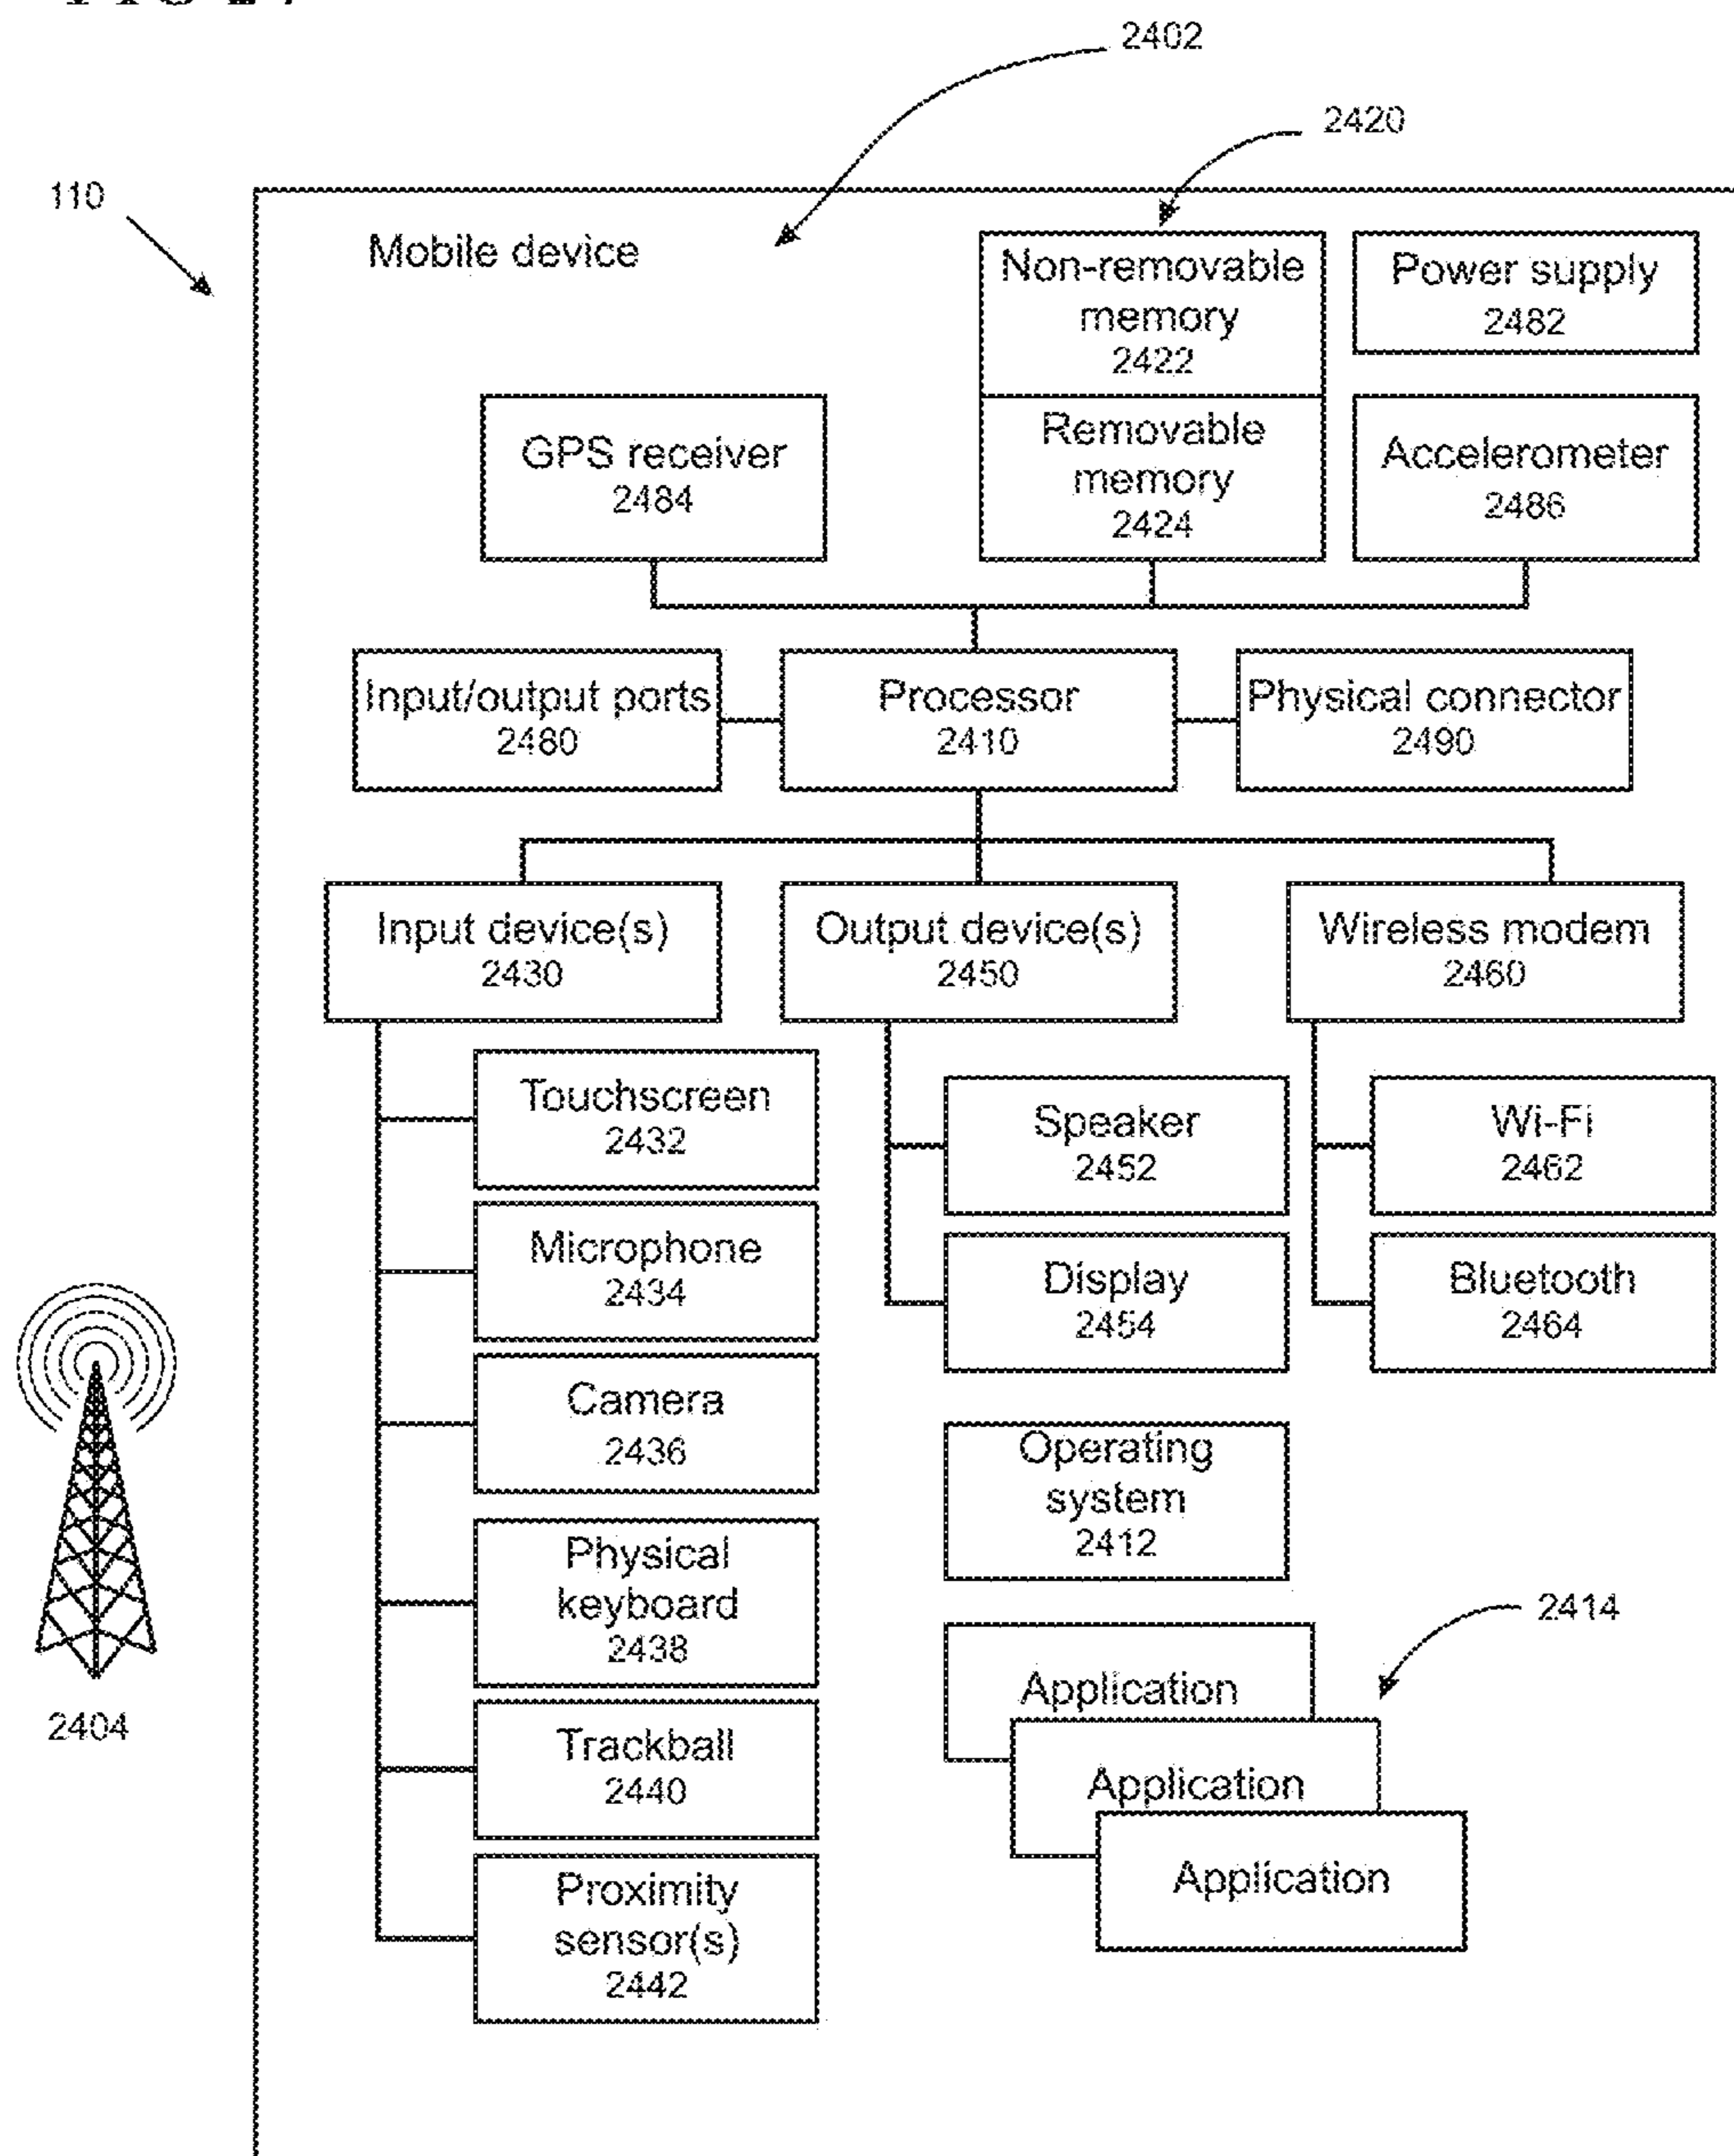 2402
2420
110
Mobile device
Non-removable
memory
2422
Power supply
2482
GPS receiver
2484
Removable
memory
2424
Accelerometer
2486
Input/output ports
2480
Processor
2410
Physical connector
2490
Input device(s)
2430
Output device(s)
2450
Wireless modem
2460
Touchscreen
2432
Speaker
2452
Wi-Fi
2462
Microphone
2434
Display
2454
Bluetooth
2464
Camera
2436
Operating
system
2412
Physical
keyboard
2438
2414
Application
Application
Application
2404
Trackball
2440
Proximity
sensor(s)
2442